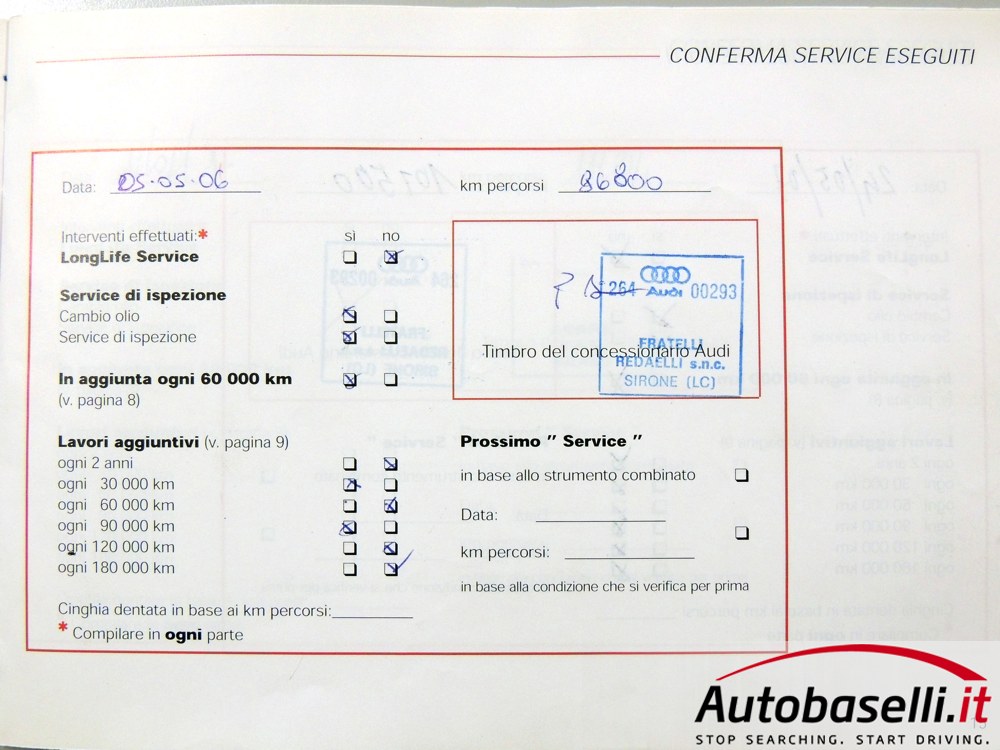 CONFERMA SERVICE ESEGUITI
Data: 05.05.06 km percorsi 86800
Interventi effettuati:* sì no
LongLife Service
Service di ispezione
Cambio olio
Service di ispezione
In aggiunta ogni 60 000 km
(v. pagina 8)
264 Audi 00293
Timbro del concessionario Audi
FRATELLI
REDAELLI s.n.c.
SIRONE (LC)
Lavori aggiuntivi (v. pagina 9)
ogni 2 anni
ogni 30 000 km
ogni 60 000 km
ogni 90 000 km
ogni 120 000 km
ogni 180 000 km
Cinghia dentata in base ai km percorsi:
* Compilare in ogni parte
Prossimo " Service "
in base allo strumento combinato
Data:
km percorsi:
in base alla condizione che si verifica per prima
Autobaselli.it
STOP SEARCHING. START DRIVING.